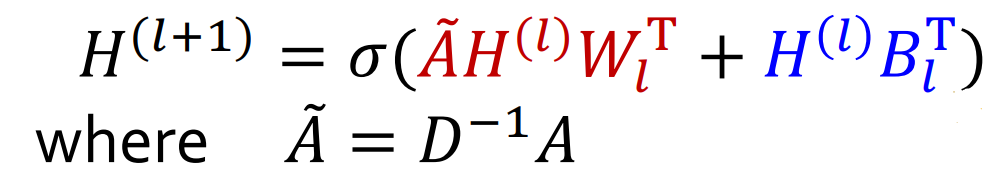 H^{(l+1)} = σ(ÃH^{(l)}W_l^T + H^{(l)}B_l^T)
where Ã = D^{-1}A